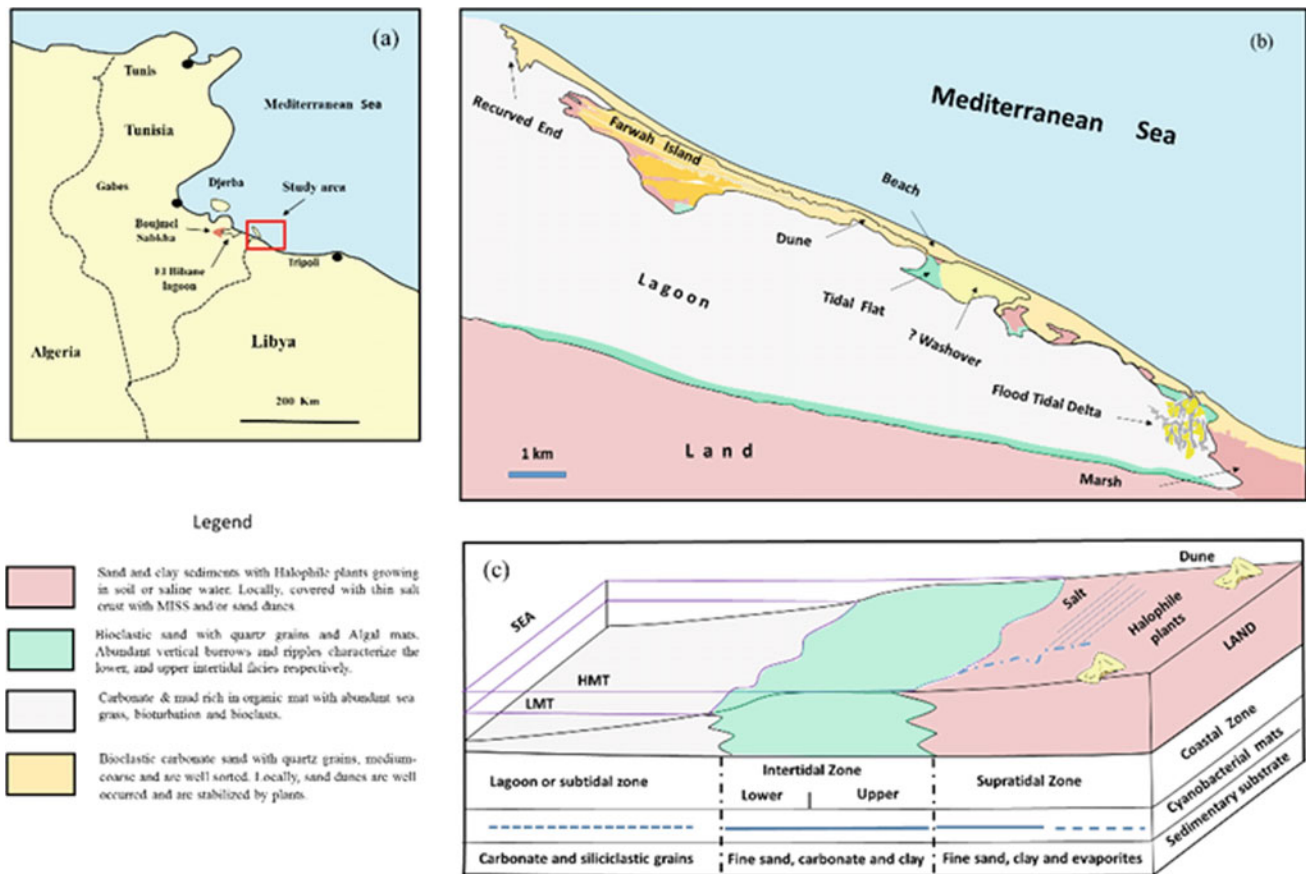 (a)
Tunis
Mediterranean Sea
Tunisia
Gabes
Djerba
Study area
Boujmel
Sabkha
El Bibane
lagoon
Tripoli
Algeria
Libya
200 Km
(b)
Mediterranean Sea
Recurved End
Farwah Island
Beach
Dune
Lagoon
Tidal Flat
? Washover
Flood Tidal Delta
Land
1 km
Marsh
Legend
Sand and clay sediments with Halophile plants growing
in soil or saline water. Locally, covered with thin salt
crust with MISS and/or sand dunes.
Bioclastic sand with quartz grains and Algal mats.
Abundant vertical burrows and ripples characterize the
lower, and upper intertidal facies respectively.
Carbonate & mud rich in organic mat with abundant sea
grass, bioturbation and bioclasts.
Bioclastic carbonate sand with quartz grains, medium-
coarse and are well sorted. Locally, sand dunes are well
occurred and are stabilized by plants.
(c)
Dune
SEA
Salt
Halophile
plants
LAND
HMT
LMT
Coastal Zone
Cyanobacterial mats
Sedimentary substrate
Lagoon or subtidal zone
Intertidal Zone
Lower
Upper
Supratidal Zone
Carbonate and siliciclastic grains
Fine sand, carbonate and clay
Fine sand, clay and evaporites